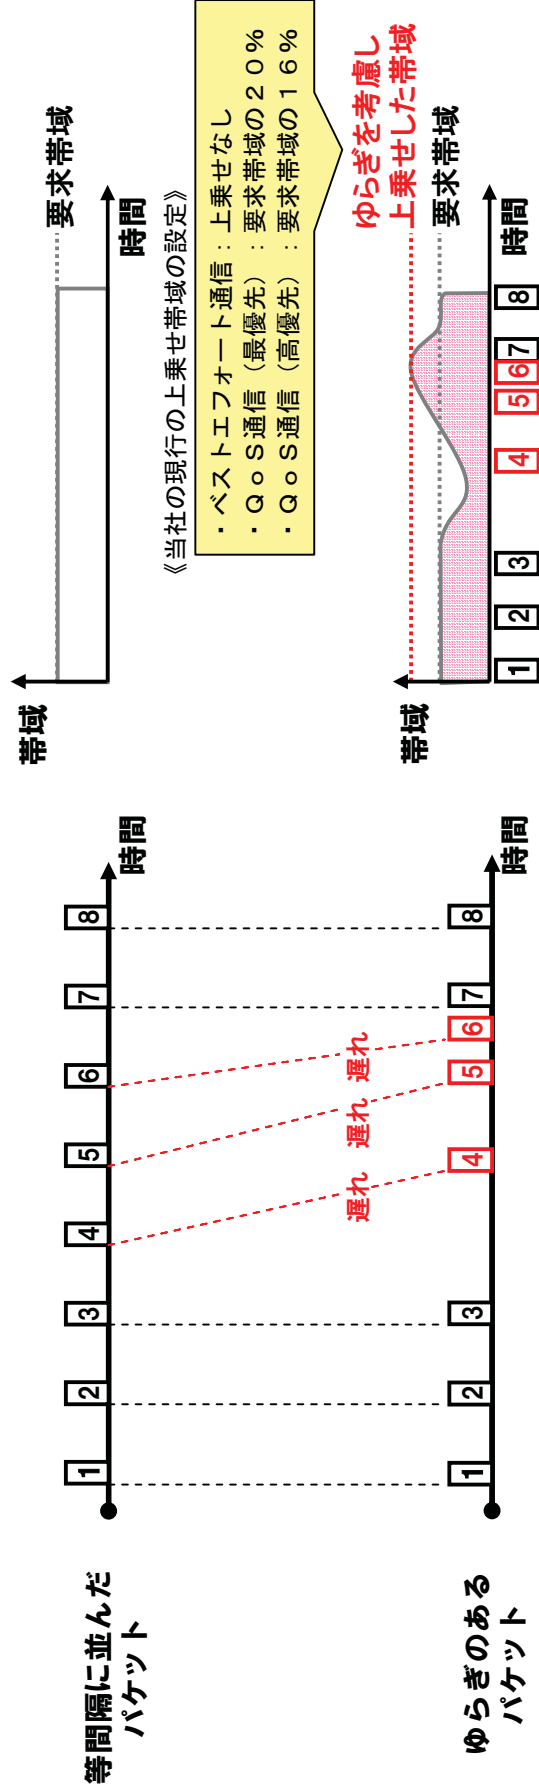 等間隔に並んだ
パケット
1 2 3 4 5 6 7 8
時間
遅れ 遅れ 遅れ
ゆらぎのある
パケット
1 2 3 4 5 6 7 8
時間
帯域
要求帯域
時間
《当社の現行の上乗せ帯域の設定》
・ベストエフォート通信：上乗せなし
・ＱｏＳ通信（最優先）：要求帯域の２０％
・ＱｏＳ通信（高優先）：要求帯域の１６％
ゆらぎを考慮し
上乗せした帯域
帯域
要求帯域
時間
1 2 3 4 5 6 7 8